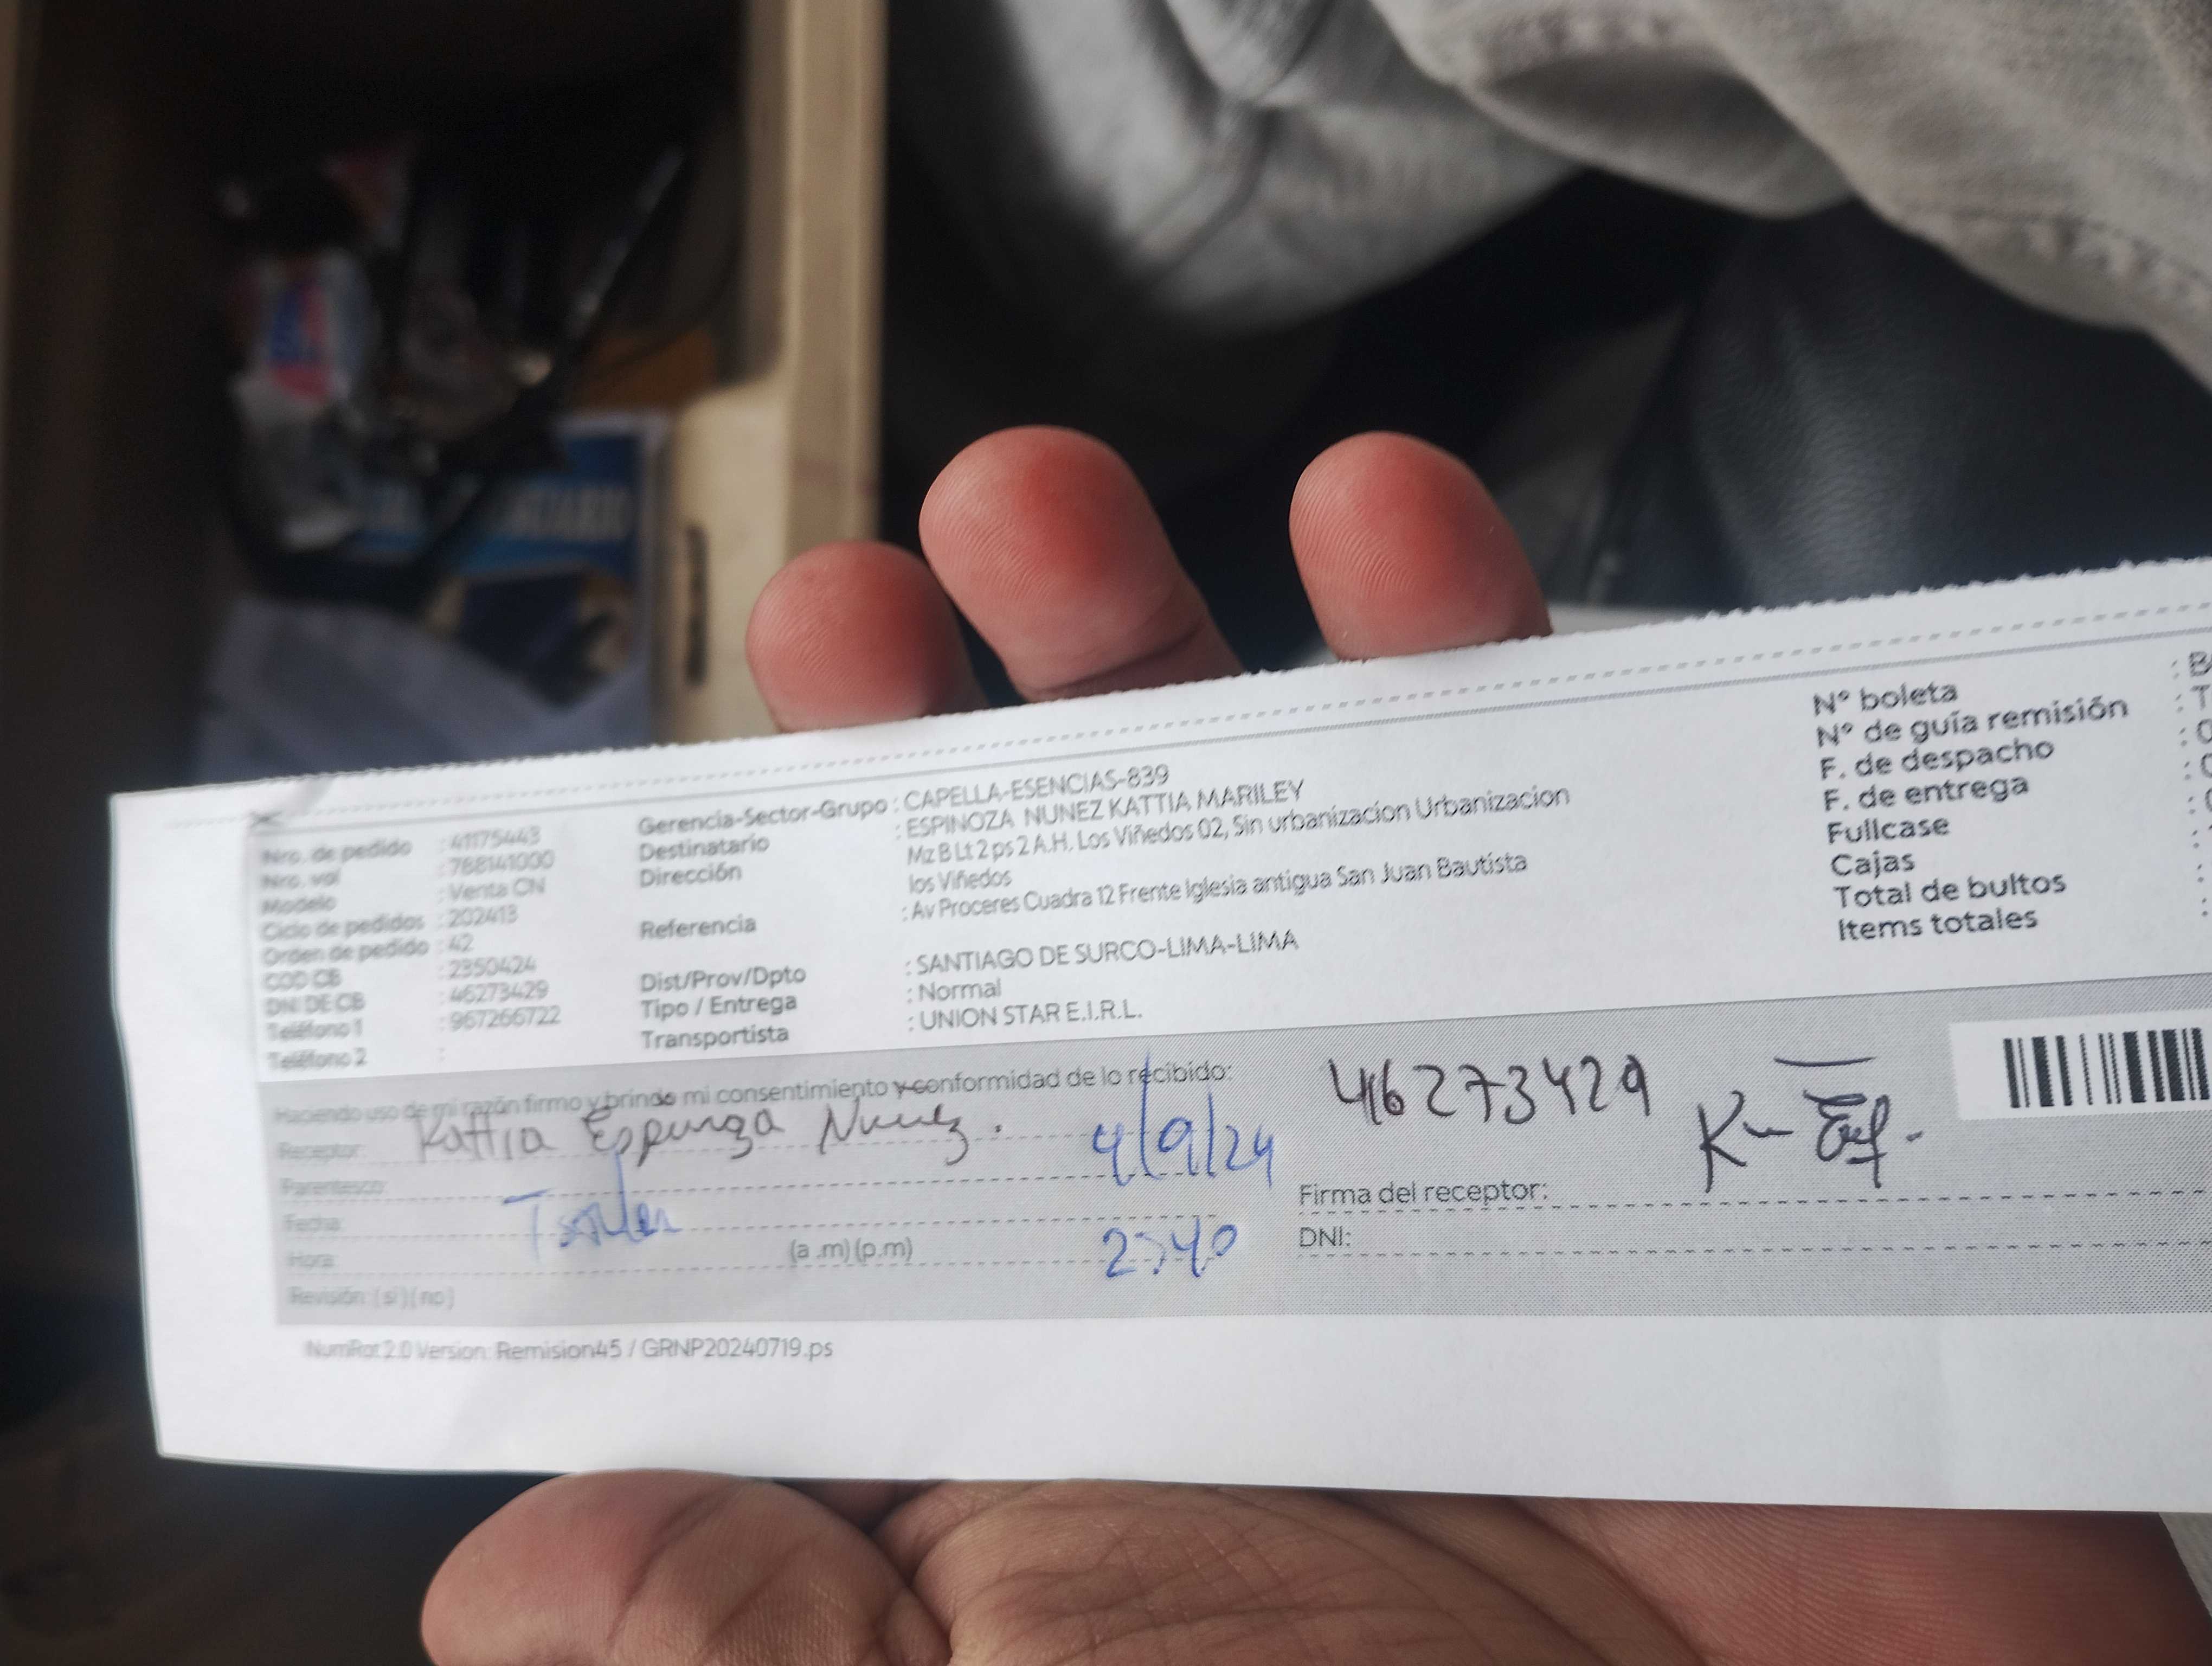 Nro. de pedido : 41175443
Nro. val : 768141000
Modelo : Venta CN
Ciclo de pedidos : 202413
Orden de pedido : 42
COD CB : 2350424
DNI DE CB : 46273429
Teléfono 1 : 967266722
Teléfono 2 :
Gerencia-Sector-Grupo : CAPELLA-ESENCIAS-839
Destinatario : ESPINOZA NUNEZ KATTIA MARILEY
Dirección Mz B Lt 2 ps 2 A.H. Los Viñedos 02, Sin urbanizacion Urbanizacion
los Viñedos
Referencia : Av Proceres Cuadra 12 Frente Iglesia antigua San Juan Bautista
Dist/Prov/Dpto : SANTIAGO DE SURCO-LIMA-LIMA
Tipo / Entrega : Normal
Transportista : UNION STAR E.I.R.L.
N° boleta : B
N° de guía remisión : T
F. de despacho : 0
F. de entrega : 0
Fullcase : 0
Cajas :
Total de bultos :
Items totales :
Haciendo uso de mi razón firmo y brindo mi consentimiento y conformidad de lo recibido:
Receptor: Kattia Espinoza Nunez.
Parentesco: 4/9/24
Fecha:
Hora: (a .m) (p.m)
Revisión: ( si ) ( no )
46273429
Firma del receptor:
DNI:
NumRot 2.0 Version: Remision45 / GRNP20240719.ps